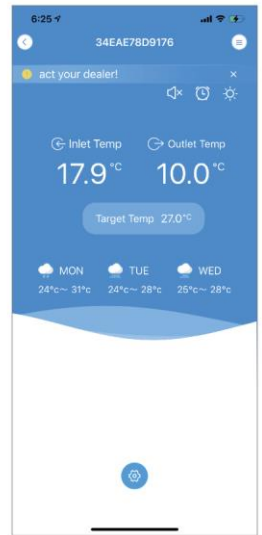 6:25
34EAE78D9176
act your dealer!
Inlet Temp Outlet Temp
17.9°C 10.0°C
Target Temp 27.0°C
MON TUE WED
24°c~ 31°c 24°c~ 28°c 25°c~ 28°c